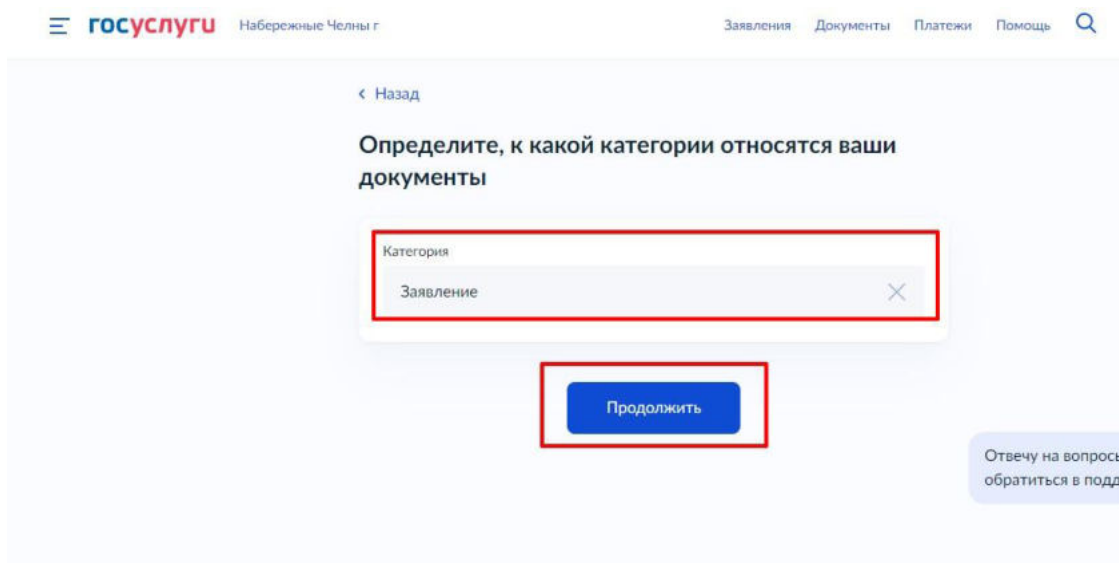 госуслуги Набережные Челны г Заявления Документы Платежи Помощь
Назад
Определите, к какой категории относятся ваши
документы
Категория
Заявление
Продолжить
Отвечу на вопросы
обратиться в